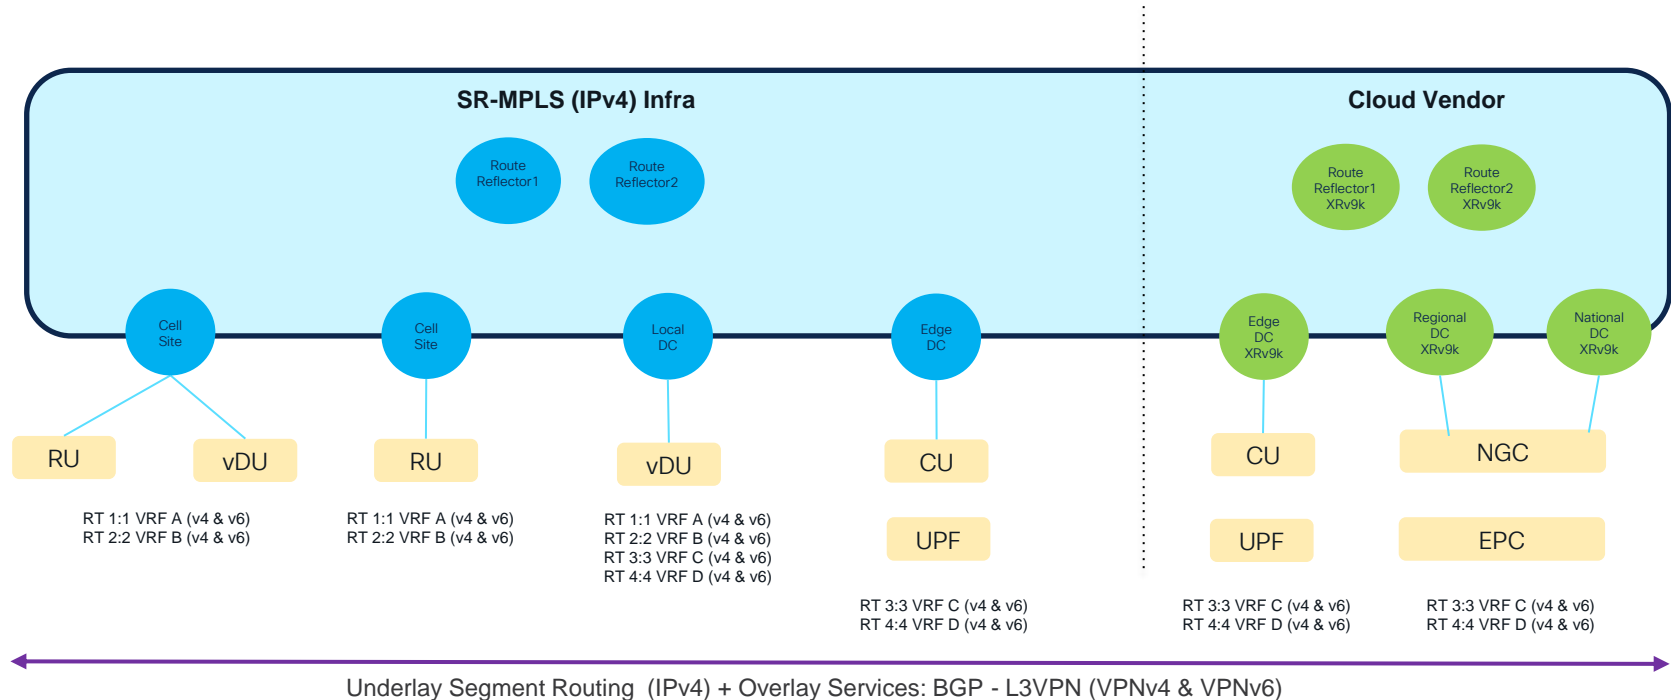 SR-MPLS (IPv4) Infra
Cloud Vendor
Route
Reflector1
Route
Reflector2
Route
Reflector1
XRv9k
Route
Reflector2
XRv9k
Cell
Site
Cell
Site
Local
DC
Edge
DC
Edge
DC
XRv9k
Regional
DC
XRv9k
National
DC
XRv9k
RU
vDU
RU
vDU
CU
CU
NGC
UPF
UPF
EPC
RT 1:1 VRF A (v4 & v6)
RT 2:2 VRF B (v4 & v6)
RT 1:1 VRF A (v4 & v6)
RT 2:2 VRF B (v4 & v6)
RT 1:1 VRF A (v4 & v6)
RT 2:2 VRF B (v4 & v6)
RT 3:3 VRF C (v4 & v6)
RT 4:4 VRF D (v4 & v6)
RT 3:3 VRF C (v4 & v6)
RT 4:4 VRF D (v4 & v6)
RT 3:3 VRF C (v4 & v6)
RT 4:4 VRF D (v4 & v6)
RT 3:3 VRF C (v4 & v6)
RT 4:4 VRF D (v4 & v6)
Underlay Segment Routing (IPv4) + Overlay Services: BGP - L3VPN (VPNv4 & VPNv6)